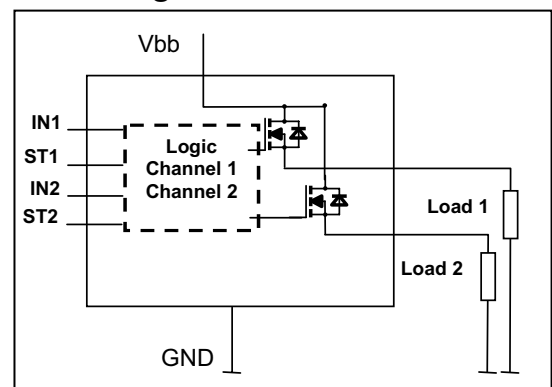 Vbb
IN1
ST1
IN2
ST2
Logic
Channel 1
Channel 2
Load 1
Load 2
GND